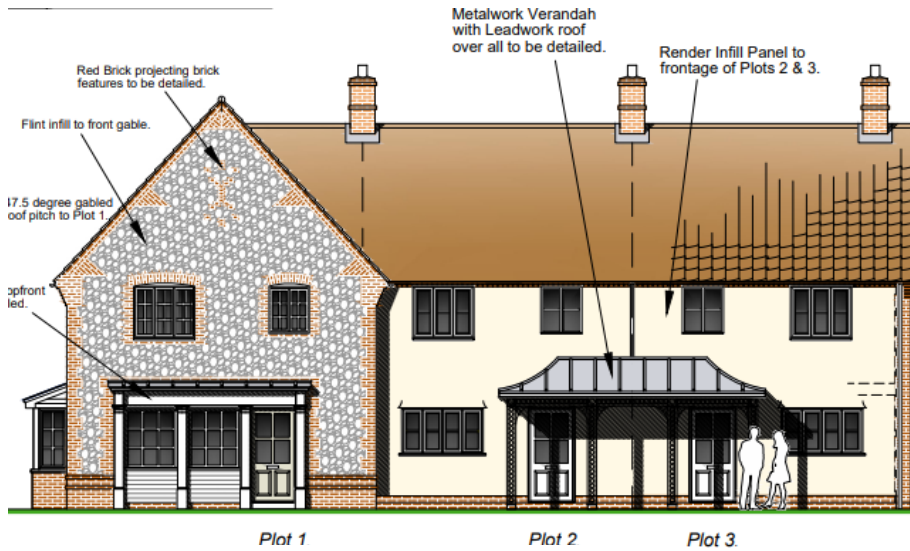 Metalwork Verandah
with Leadwork roof
over all to be detailed.
Render Infill Panel to
frontage of Plots 2 & 3.
Red Brick projecting brick
features to be detailed.
Flint infill to front gable.
47.5 degree gabled
oof pitch to Plot 1.
opfront
led.
Plot 1
Plot 2
Plot 3.